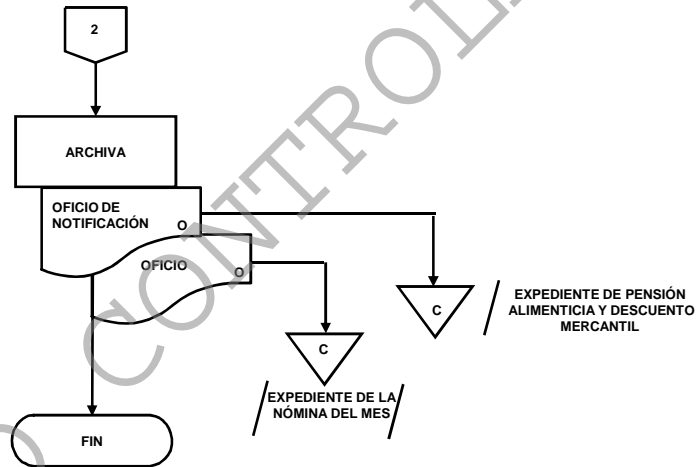 2
ARCHIVA
OFICIO DE
NOTIFICACIÓN
O
OFICIO
O
C
/
EXPEDIENTE DE PENSIÓN
ALIMENTICIA Y DESCUENTO
MERCANTIL
C
/EXPEDIENTE DE LA/
NÓMINA DEL MES
FIN
CONTROL